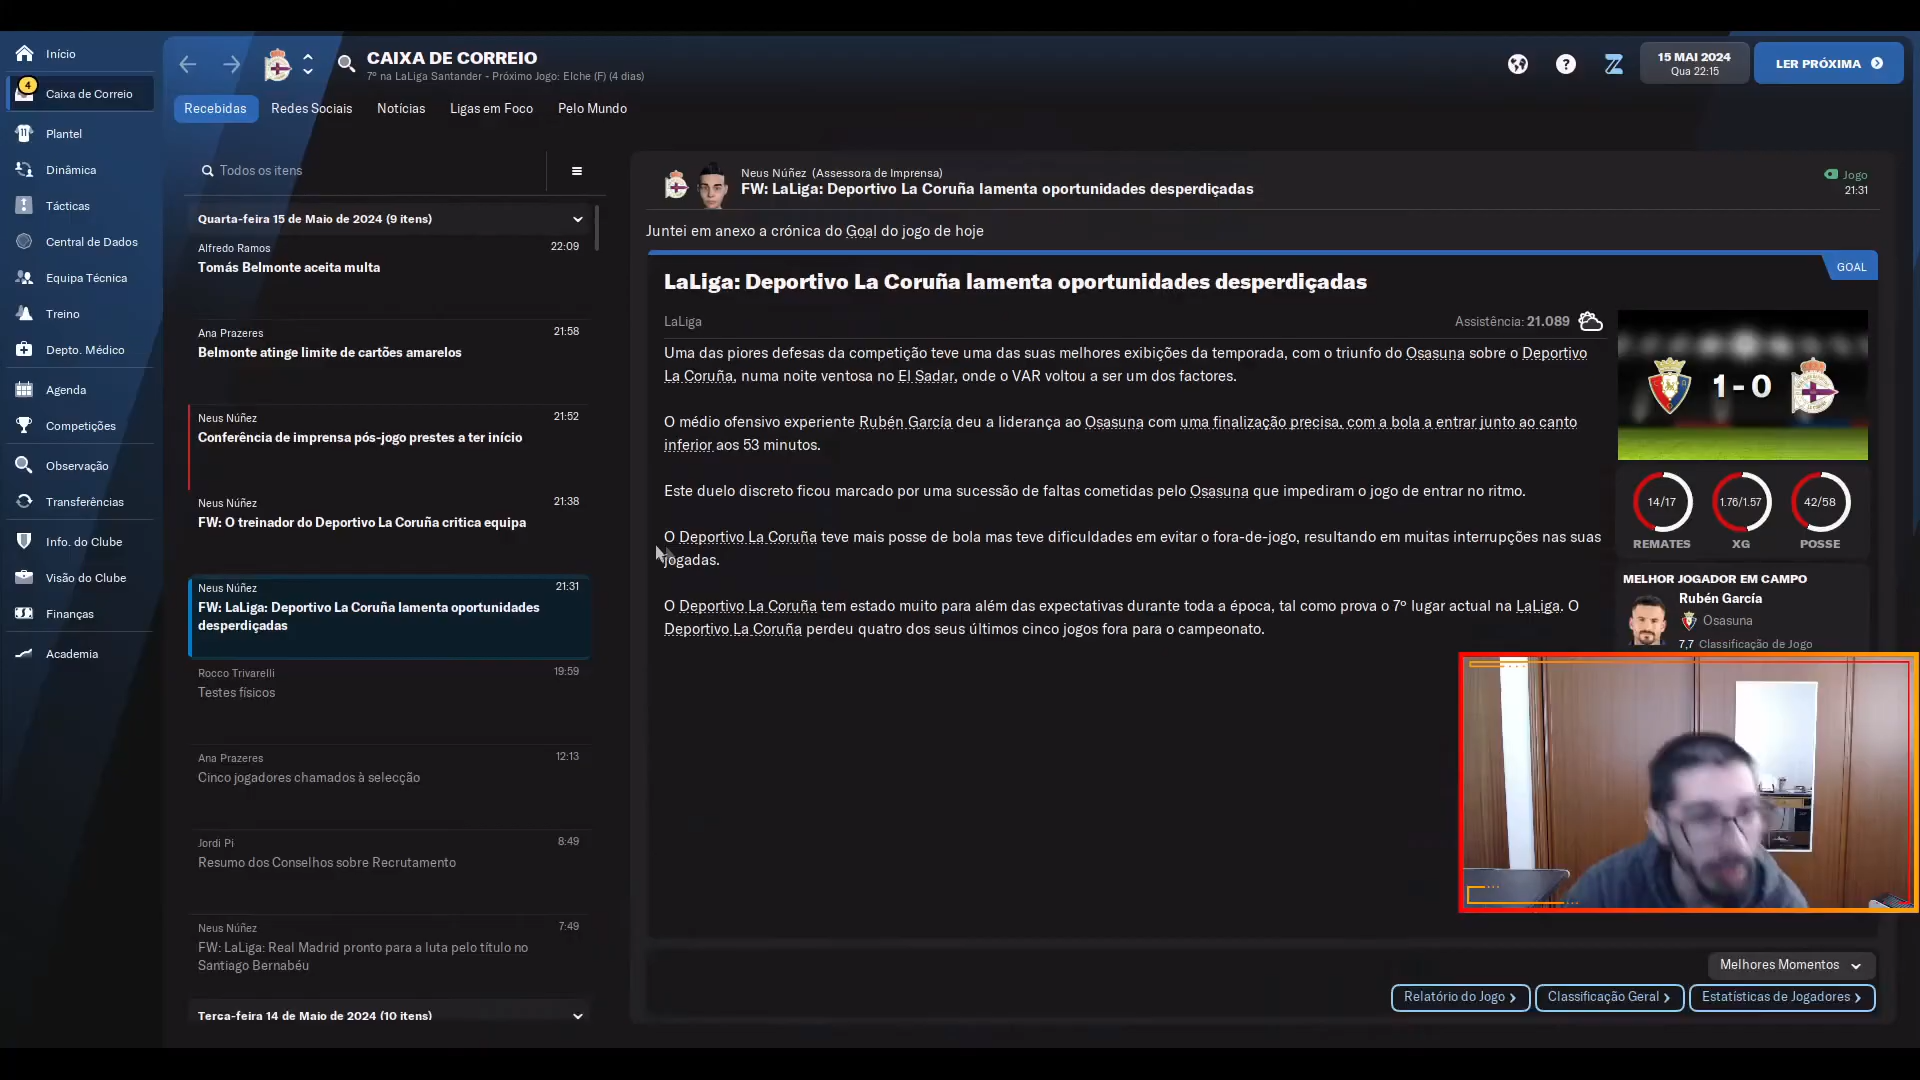 Início
4
Caixa de Correio
Plantel
Dinâmica
Tácticas
Central de Dados
Equipa Técnica
Treino
Depto. Médico
Agenda
Competições
Observação
Transferências
Info. do Clube
Visão do Clube
Finanças
Academia
CAIXA DE CORREIO
7º na LaLiga Santander - Próximo Jogo: Elche (F) (4 dias)
15 MAI 2024
Qua 22:15
LER PRÓXIMA
Recebidas
Redes Sociais
Notícias
Ligas em Foco
Pelo Mundo
Todos os itens
Quarta-feira 15 de Maio de 2024 (9 itens)
Alfredo Ramos 22:09
Tomás Belmonte aceita multa
Ana Prazeres 21:58
Belmonte atinge limite de cartões amarelos
Neus Núñez 21:52
Conferência de imprensa pós-jogo prestes a ter início
Neus Núñez 21:38
FW: O treinador do Deportivo La Coruña critica equipa
Neus Núñez 21:31
FW: LaLiga: Deportivo La Coruña lamenta oportunidades
desperdiçadas
Rocco Trivarelli 19:59
Testes físicos
Ana Prazeres 12:13
Cinco jogadores chamados à selecção
Jordi Pi 8:49
Resumo dos Conselhos sobre Recrutamento
Neus Núñez 7:49
FW: LaLiga: Real Madrid pronto para a luta pelo título no
Santiago Bernabéu
Terça-feira 14 de Maio de 2024 (10 itens)
Neus Núñez (Assessora de Imprensa)
FW: LaLiga: Deportivo La Coruña lamenta oportunidades desperdiçadas
Jogo
21:31
Juntei em anexo a crónica do Goal do jogo de hoje
GOAL
LaLiga: Deportivo La Coruña lamenta oportunidades desperdiçadas
LaLiga
Assistência: 21.089
Uma das piores defesas da competição teve uma das suas melhores exibições da temporada, com o triunfo do Osasuna sobre o Deportivo
La Coruña, numa noite ventosa no El Sadar, onde o VAR voltou a ser um dos factores.
O médio ofensivo experiente Rubén García deu a liderança ao Osasuna com uma finalização precisa, com a bola a entrar junto ao canto
inferior aos 53 minutos.
Este duelo discreto ficou marcado por uma sucessão de faltas cometidas pelo Osasuna que impediram o jogo de entrar no ritmo.
O Deportivo La Coruña teve mais posse de bola mas teve dificuldades em evitar o fora-de-jogo, resultando em muitas interrupções nas suas
jogadas.
O Deportivo La Coruña tem estado muito para além das expectativas durante toda a época, tal como prova o 7º lugar actual na LaLiga. O
Deportivo La Coruña perdeu quatro dos seus últimos cinco jogos fora para o campeonato.
1-0
14/17
1.76/1.57
42/58
REMATES
XG
POSSE
MELHOR JOGADOR EM CAMPO
Rubén García
Osasuna
7,7 Classificação de Jogo
Melhores Momentos
Relatório do Jogo
Classificação Geral
Estatísticas de Jogadores